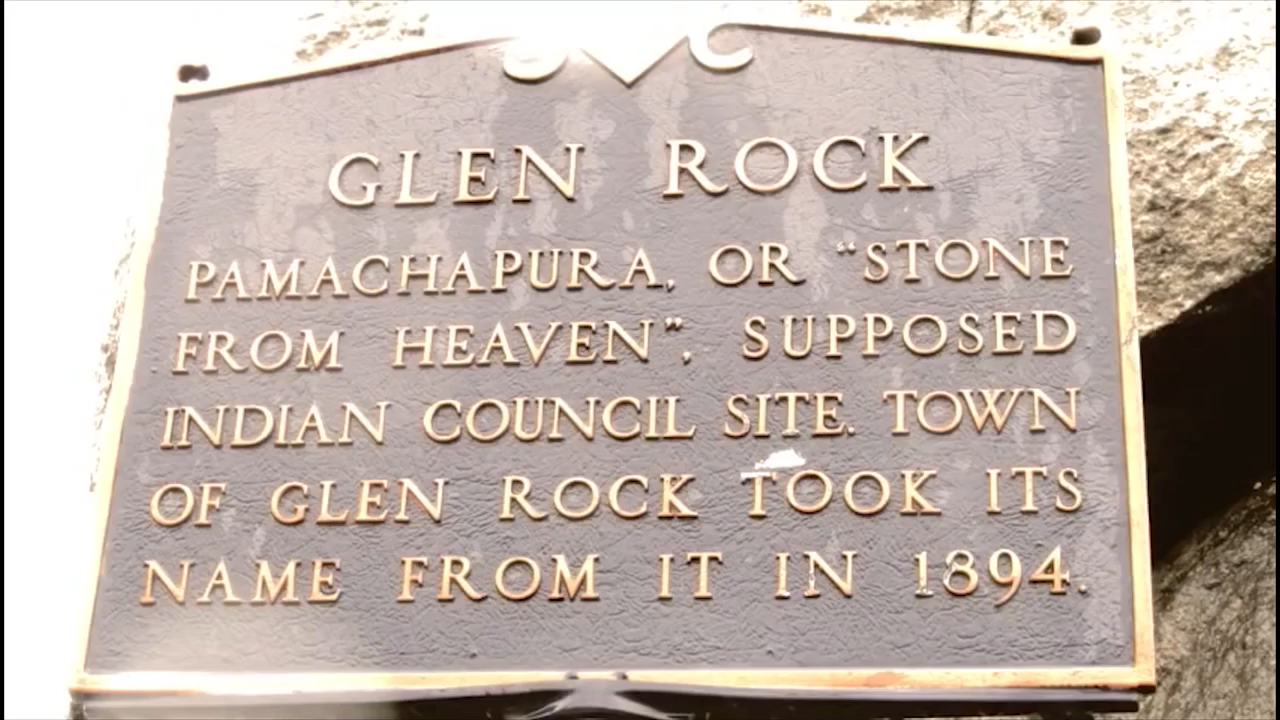 GLEN ROCK
PAMACHAPURA, OR “STONE
FROM HEAVEN”, SUPPOSED
INDIAN COUNCIL SITE. TOWN
OF GLEN ROCK TOOK ITS
NAME FROM IT IN 1894.